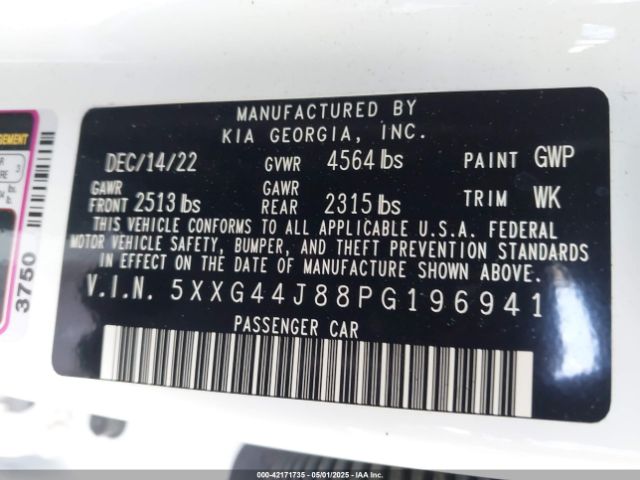 MANUFACTURED BY
KIA GEORGIA, INC.
DEC/14/22 GVWR 4564 lbs PAINT GWP
GAWR FRONT 2513 lbs GAWR REAR 2315 lbs TRIM WK
THIS VEHICLE CONFORMS TO ALL APPLICABLE U.S.A. FEDERAL
MOTOR VEHICLE SAFETY, BUMPER, AND THEFT PREVENTION STANDARDS
IN EFFECT ON THE DATE OF MANUFACTURE SHOWN ABOVE.
V.I.N. 5XXG44J88PG196941
PASSENGER CAR
3750
000-42171735 - 05/01/2025 - IAAI.COM